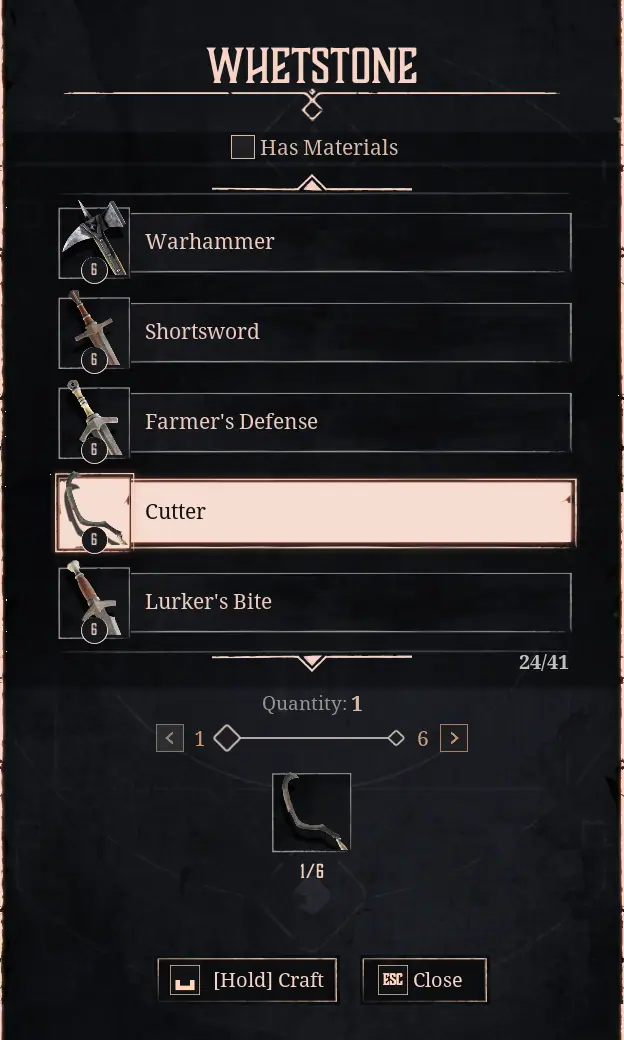 WHETSTONE
Has Materials
6
Warhammer
6
Shortsword
6
Farmer's Defense
6
Cutter
6
Lurker's Bite
24/41
Quantity: 1
1
6
1/6
[Hold] Craft
ESC Close